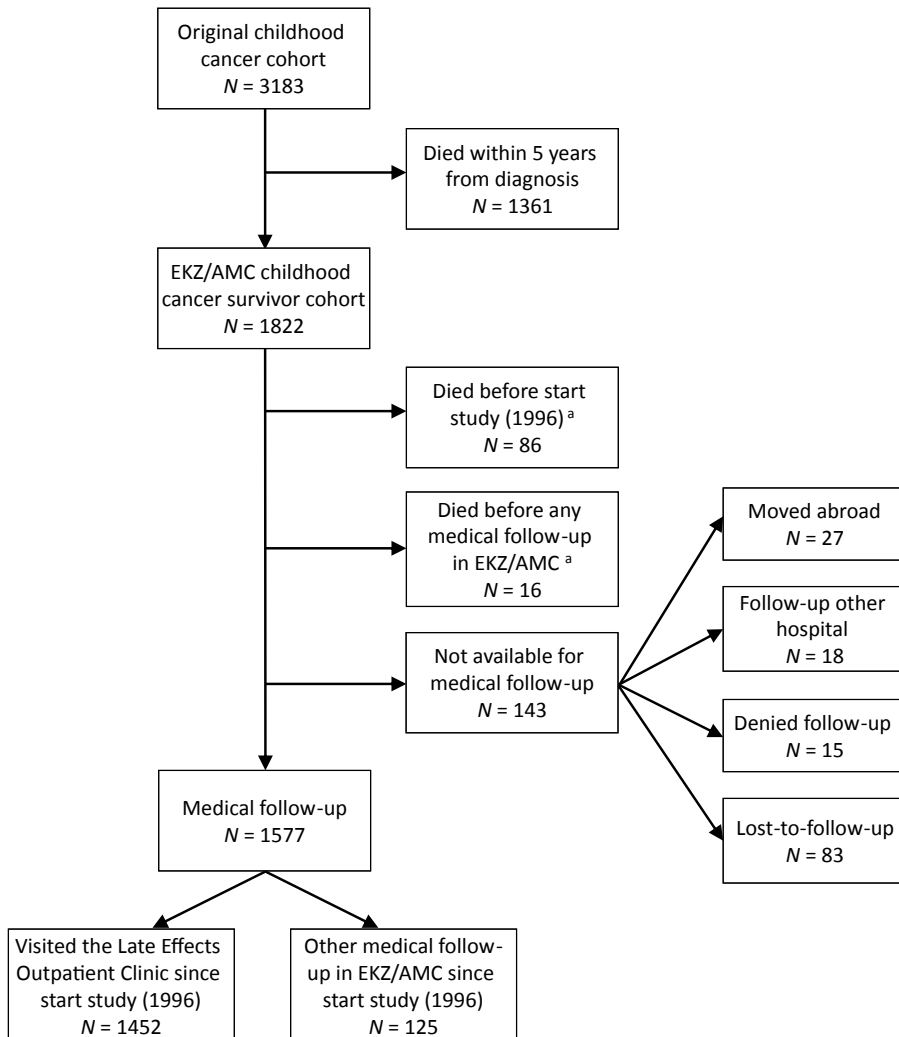 Original childhood
cancer cohort
N = 3183
Died within 5 years
from diagnosis
N = 1361
EKZ/AMC childhood
cancer survivor cohort
N = 1822
Died before start
study (1996) a
N = 86
Died before any
medical follow-up
in EKZ/AMC a
N = 16
Not available for
medical follow-up
N = 143
Moved abroad
N = 27
Follow-up other
hospital
N = 18
Denied follow-up
N = 15
Lost-to-follow-up
N = 83
Medical follow-up
N = 1577
Visited the Late Effects
Outpatient Clinic since
start study (1996)
N = 1452
Other medical follow-
up in EKZ/AMC since
start study (1996)
N = 125